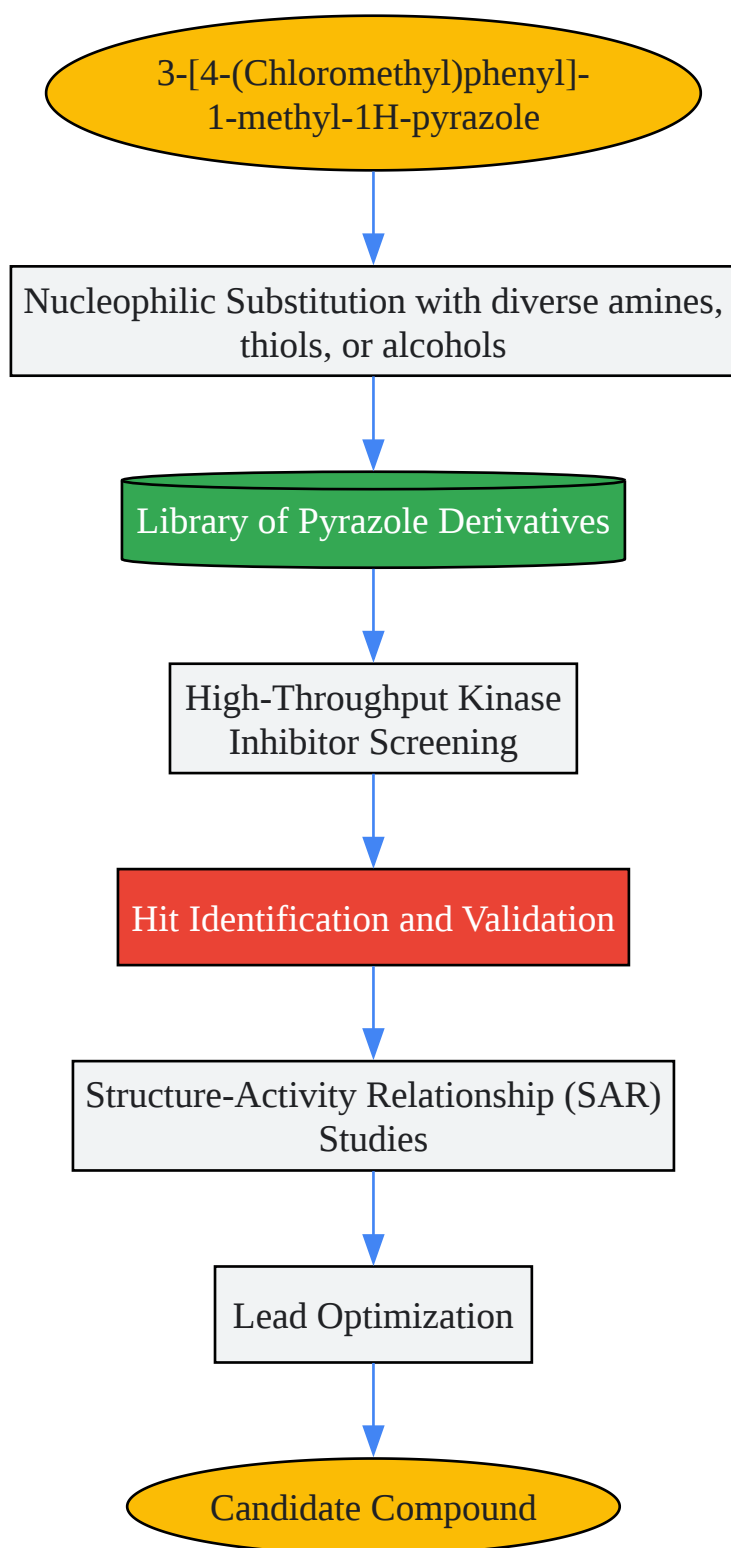 3-[4-(Chloromethyl)phenyl]-
1-methyl-1H-pyrazole
Nucleophilic Substitution with diverse amines,
thiols, or alcohols
Library of Pyrazole Derivatives
High-Throughput Kinase
Inhibitor Screening
Hit Identification and Validation
Structure-Activity Relationship (SAR)
Studies
Lead Optimization
Candidate Compound